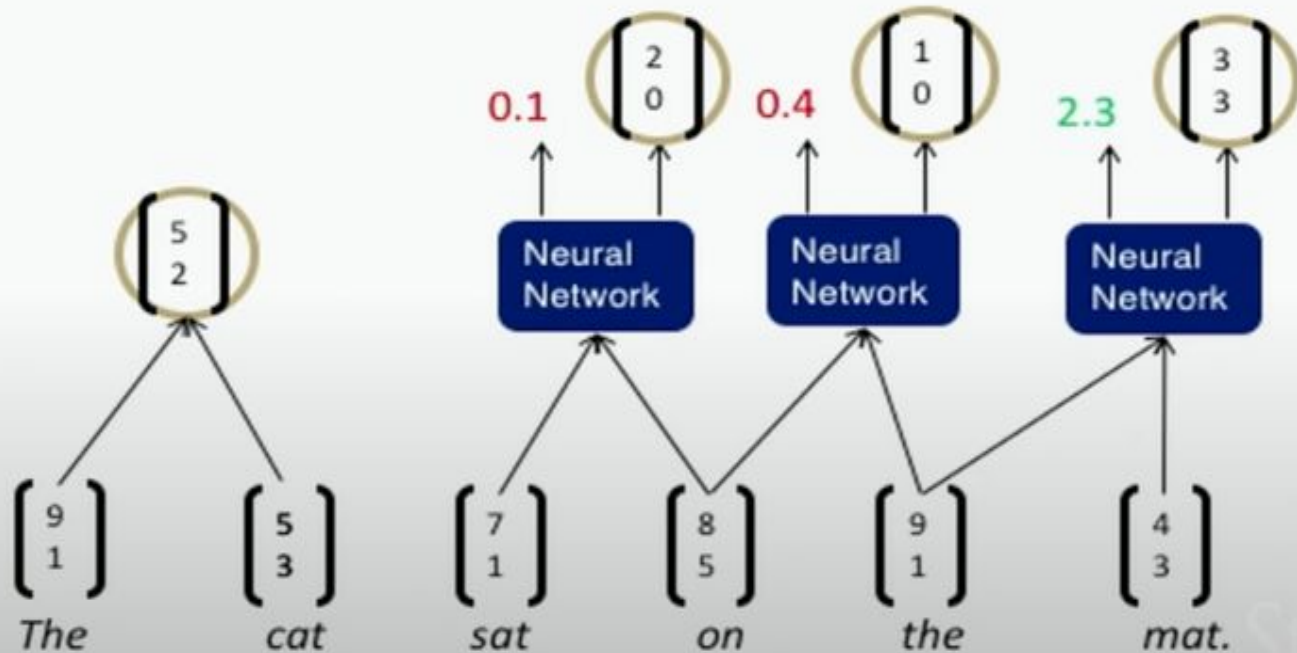 2 1 3
0.1 0 0.4 0 2.3 3
5
2
Neural Neural Neural
Network Network Network
9 5 7 8 9 4
1 3 1 5 1 3
The cat sat on the mat.